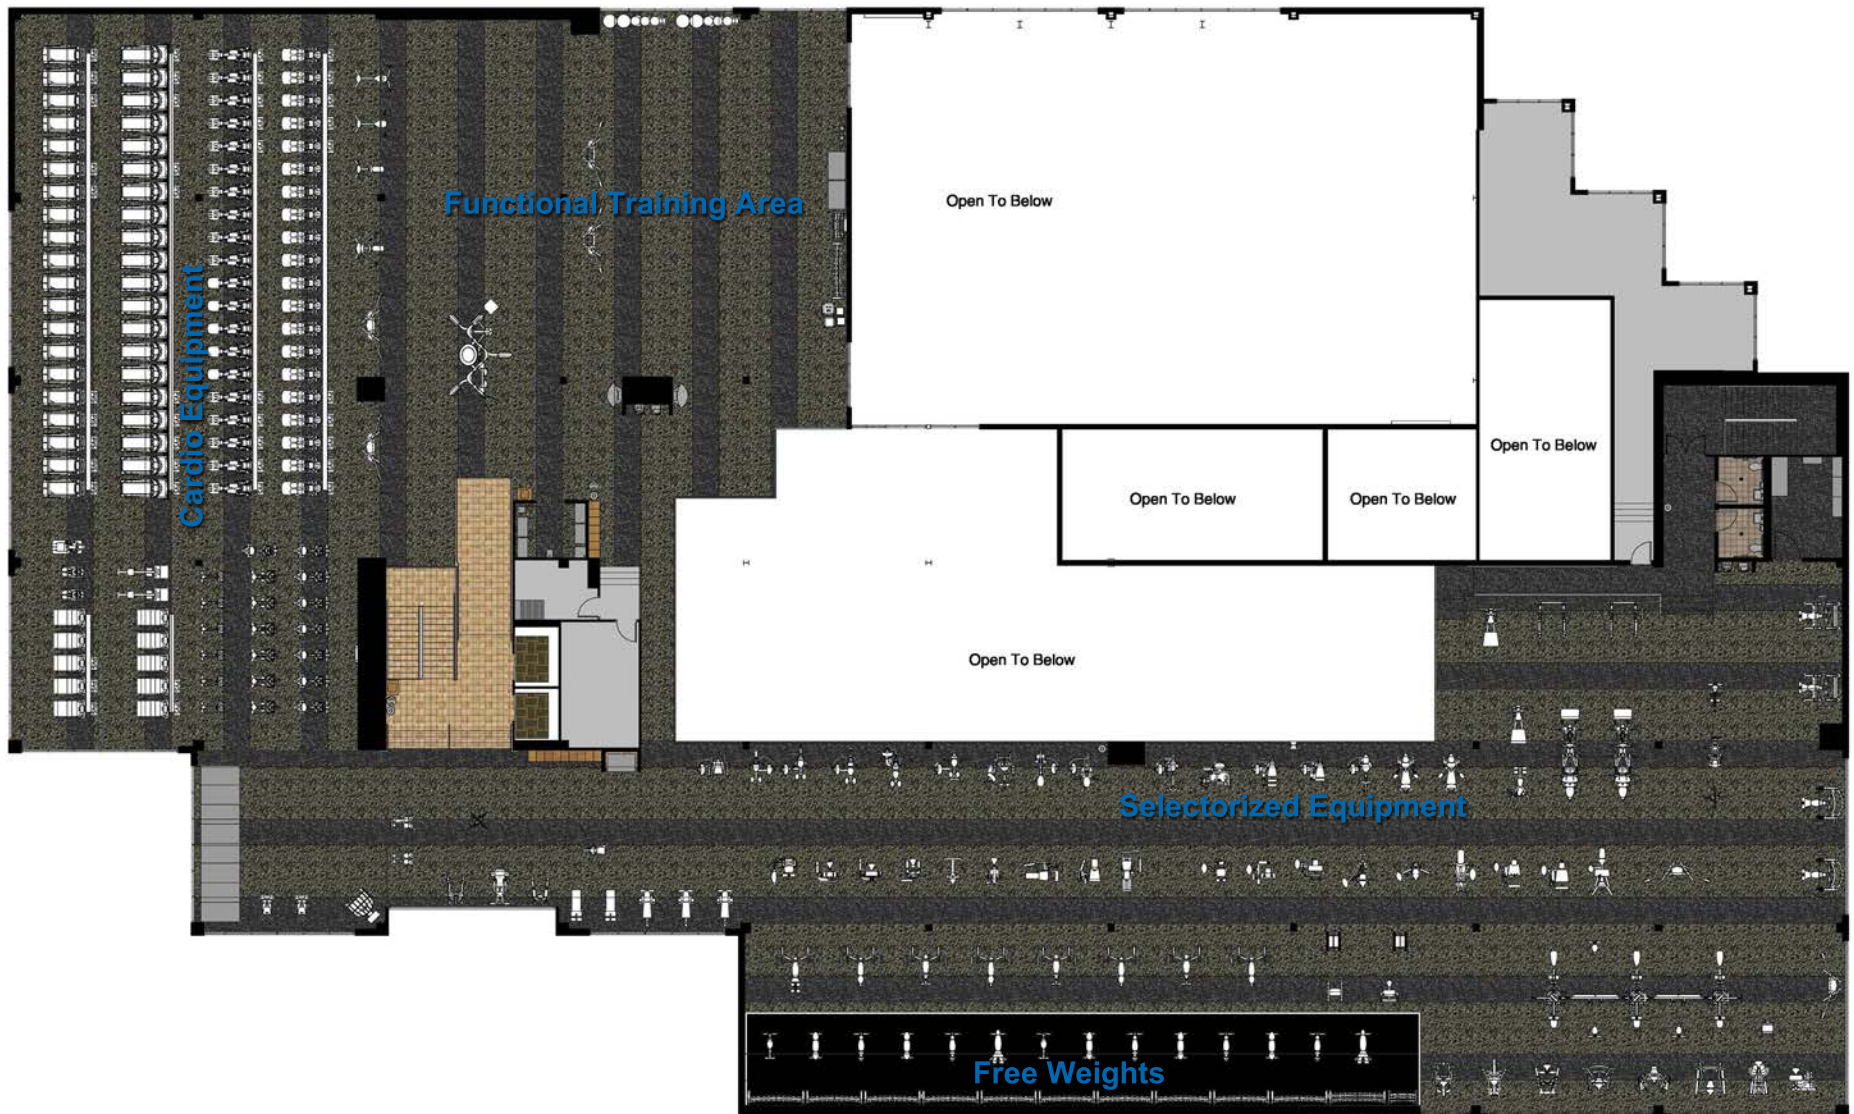 Functional Training Area
Open To Below
Cardio Equipment
Open To Below
Open To Below
Open To Below
Open To Below
Selectorized Equipment
Free Weights